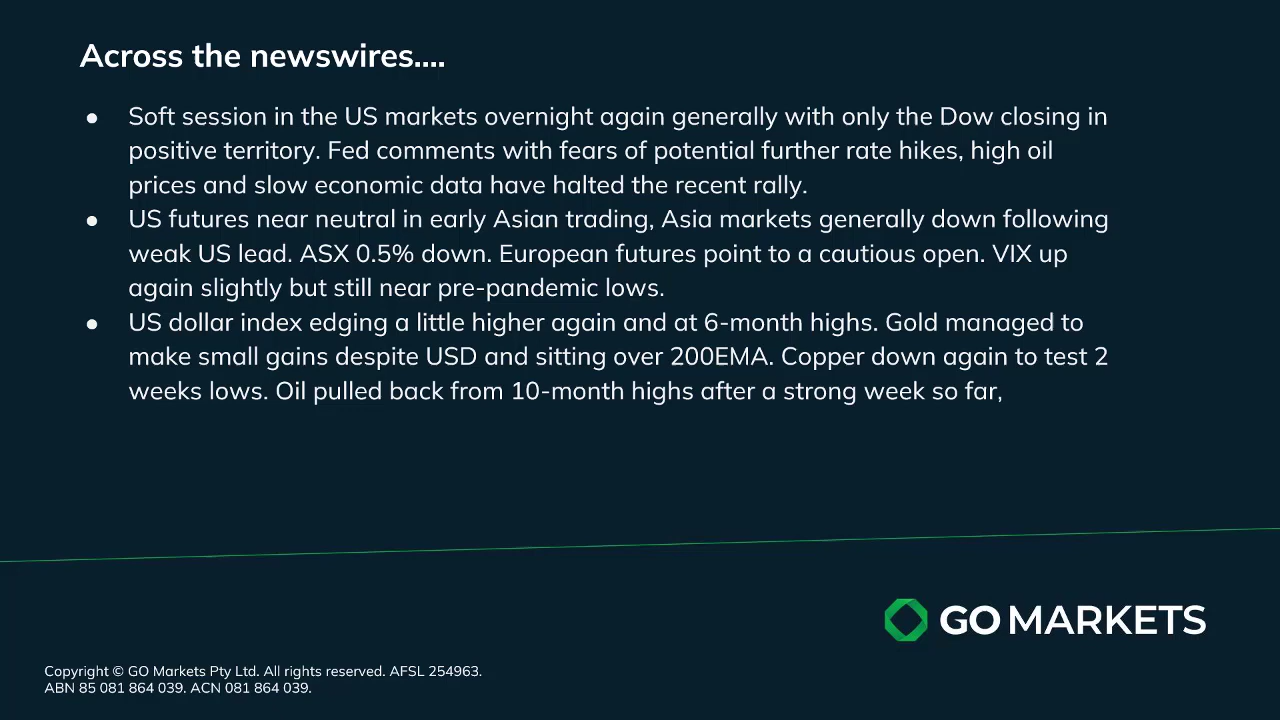 Across the newswires....
● Soft session in the US markets overnight again generally with only the Dow closing in
positive territory. Fed comments with fears of potential further rate hikes, high oil
prices and slow economic data have halted the recent rally.
● US futures near neutral in early Asian trading, Asia markets generally down following
weak US lead. ASX 0.5% down. European futures point to a cautious open. VIX up
again slightly but still near pre-pandemic lows.
● US dollar index edging a little higher again and at 6-month highs. Gold managed to
make small gains despite USD and sitting over 200EMA. Copper down again to test 2
weeks lows. Oil pulled back from 10-month highs after a strong week so far,
GO MARKETS
Copyright © GO Markets Pty Ltd. All rights reserved. AFSL 254963.
ABN 85 081 864 039. ACN 081 864 039.